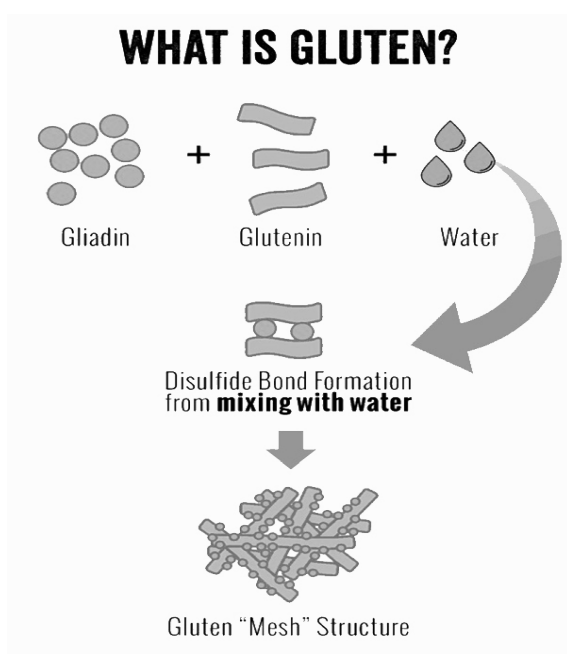 WHAT IS GLUTEN?
+ +
Gliadin Glutenin Water
Disulfide Bond Formation
from mixing with water
Gluten “Mesh” Structure